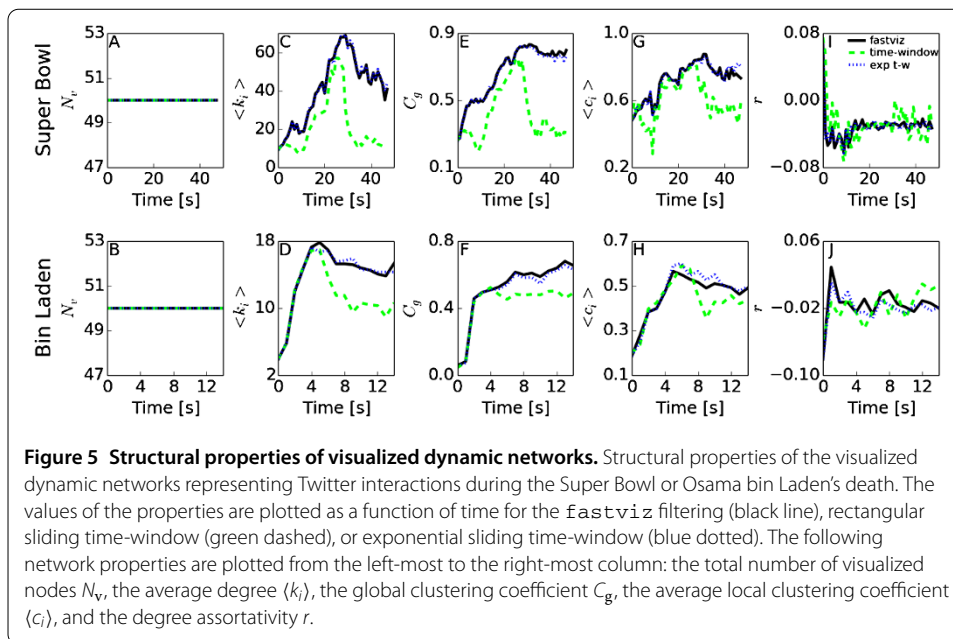 Super Bowl
53
51
49
47
A
N_v
0 20 40
Time [s]
60
40
20
0
C
<k_i>
0 20 40
Time [s]
0.9
0.5
0.1
E
C_g
0 20 40
Time [s]
1.0
0.6
0.2
G
<c_i>
0 20 40
Time [s]
0.08
0.00
−0.08
I
r
fastviz
time-window
exp t-w
0 20 40
Time [s]
Bin Laden
53
51
49
47
B
N_v
0 4 8 12
Time [s]
18
10
2
D
<k_i>
0 4 8 12
Time [s]
0.8
0.4
0.0
F
C_g
0 4 8 12
Time [s]
0.7
0.5
0.3
0.1
H
<c_i>
0 4 8 12
Time [s]
0.06
−0.02
−0.10
J
r
0 4 8 12
Time [s]
Figure 5 Structural properties of visualized dynamic networks. Structural properties of the visualized
dynamic networks representing Twitter interactions during the Super Bowl or Osama bin Laden's death. The
values of the properties are plotted as a function of time for the fastviz filtering (black line), rectangular
sliding time-window (green dashed), or exponential sliding time-window (blue dotted). The following
network properties are plotted from the left-most to the right-most column: the total number of visualized
nodes N_v, the average degree ⟨k_i⟩, the global clustering coefficient C_g, the average local clustering coefficient
⟨c_i⟩, and the degree assortativity r.